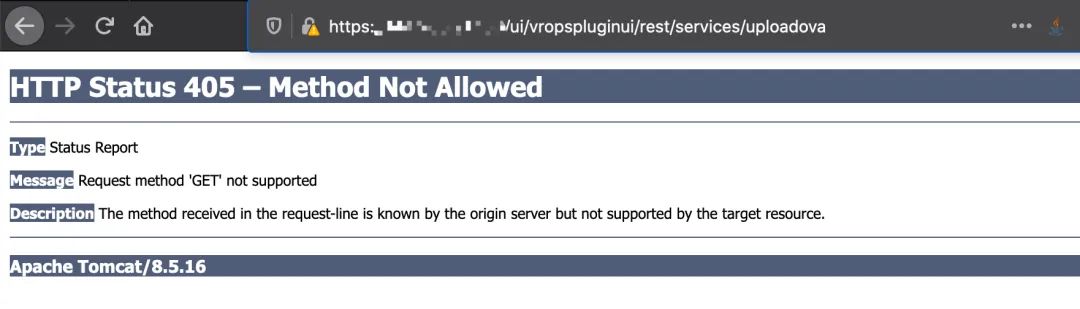 https:/ui/vropspluginui/rest/services/uploadova
HTTP Status 405 – Method Not Allowed
Type Status Report
Message Request method 'GET' not supported
Description The method received in the request-line is known by the origin server but not supported by the target resource.
Apache Tomcat/8.5.16